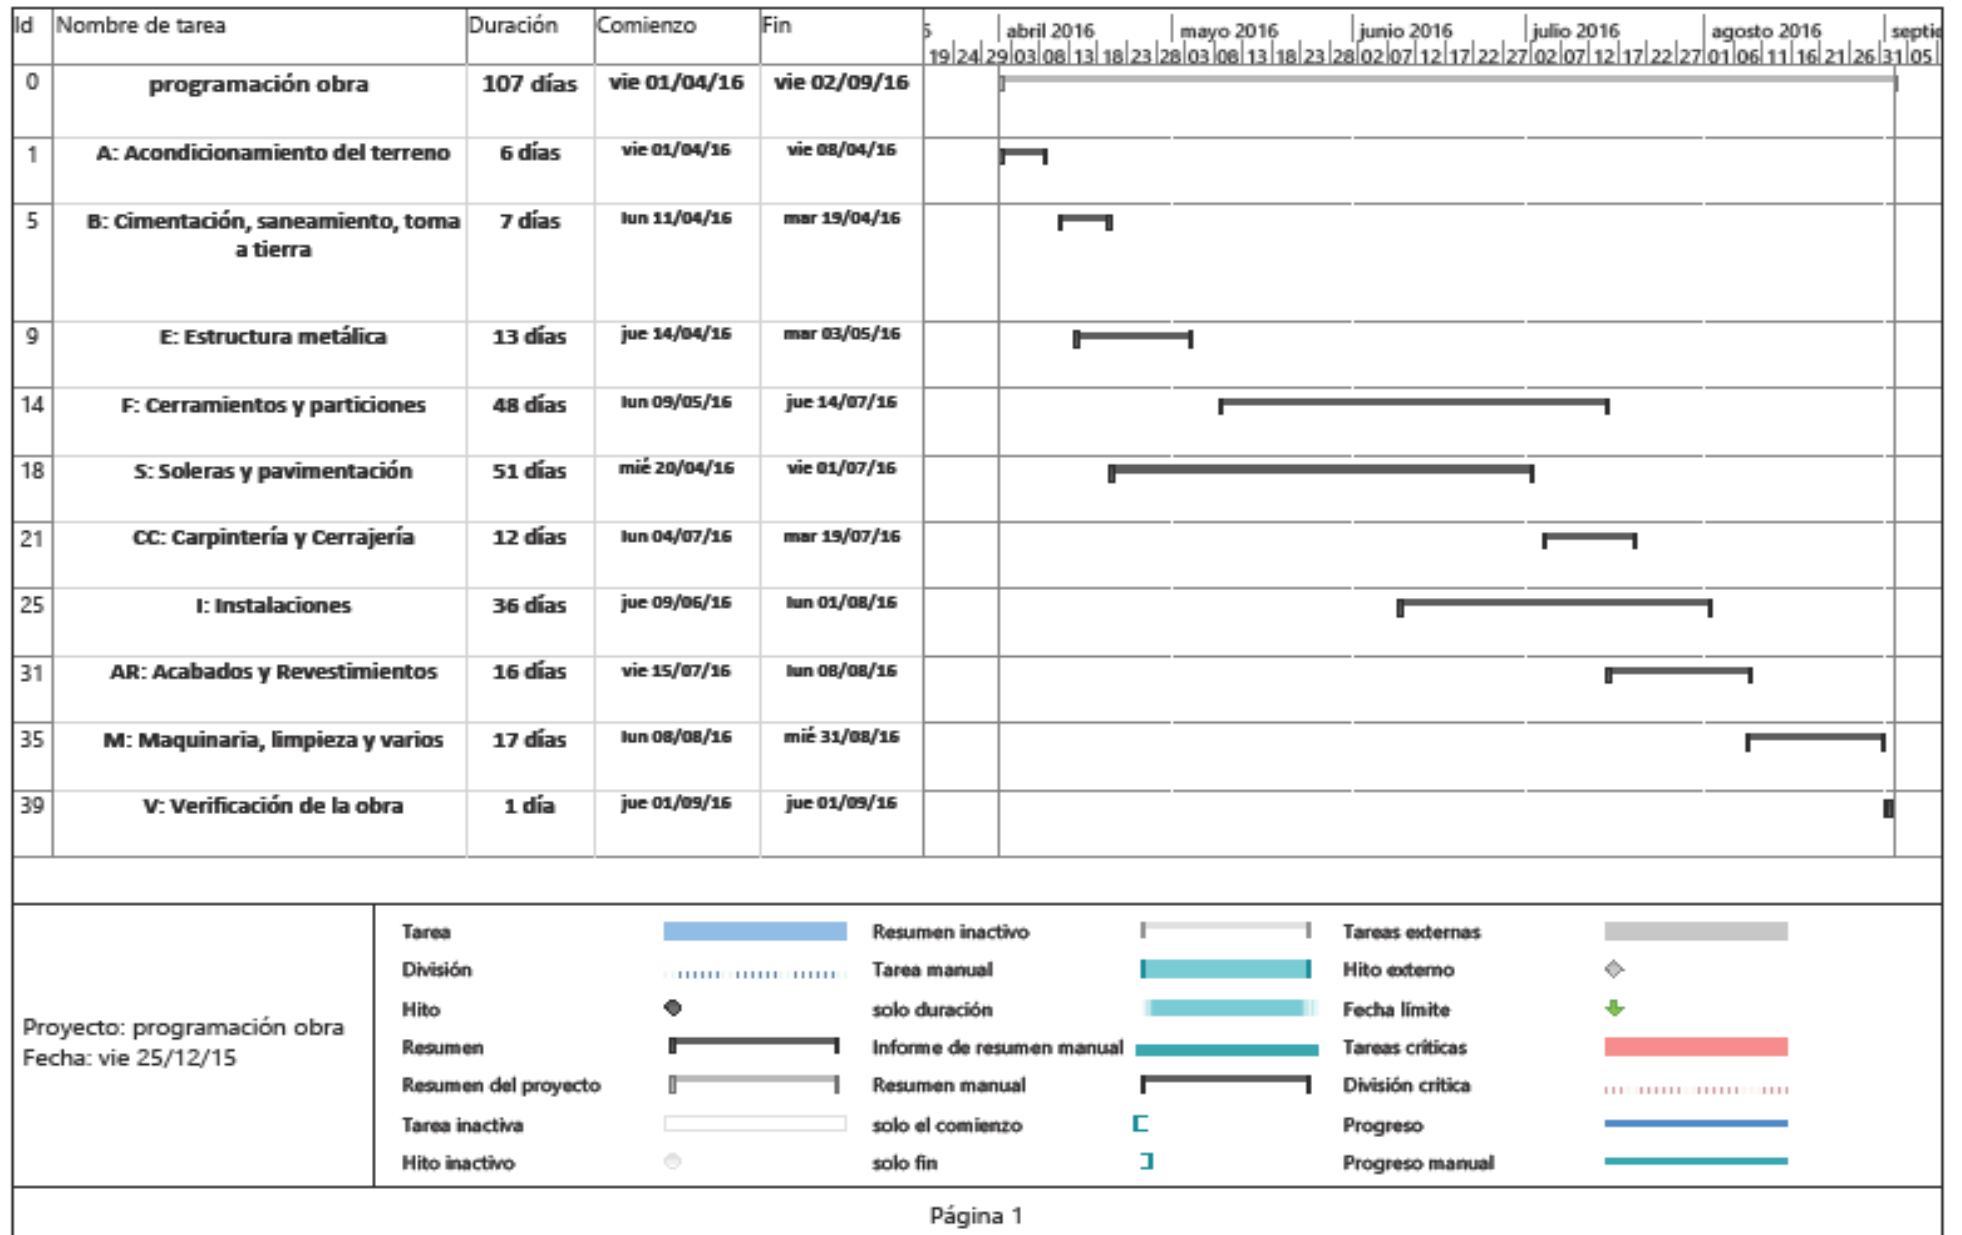 Id Nombre de tarea Duración Comienzo Fin
abril 2016 mayo 2016 junio 2016 julio 2016 agosto 2016 septie
19 24 29 03 08 13 18 23 28 03 08 13 18 23 28 02 07 12 17 22 27 02 07 12 17 22 27 01 06 11 16 21 26 31 05
0 programación obra 107 días vie 01/04/16 vie 02/09/16
1 A: Acondicionamiento del terreno 6 días vie 01/04/16 vie 08/04/16
5 B: Cimentación, saneamiento, toma 7 días lun 11/04/16 mar 19/04/16
a tierra
9 E: Estructura metálica 13 días jue 14/04/16 mar 03/05/16
14 F: Cerramientos y particiones 48 días lun 09/05/16 jue 14/07/16
18 S: Soleras y pavimentación 51 días mié 20/04/16 vie 01/07/16
21 CC: Carpintería y Cerrajería 12 días lun 04/07/16 mar 19/07/16
25 I: Instalaciones 36 días jue 09/06/16 lun 01/08/16
31 AR: Acabados y Revestimientos 16 días vie 15/07/16 lun 08/08/16
35 M: Maquinaria, limpieza y varios 17 días lun 08/08/16 mié 31/08/16
39 V: Verificación de la obra 1 día jue 01/09/16 jue 01/09/16
Proyecto: programación obra
Fecha: vie 25/12/15
Tarea
División
Hito
Resumen
Resumen del proyecto
Tarea inactiva
Hito inactivo
Resumen inactivo
Tarea manual
solo duración
Informe de resumen manual
Resumen manual
solo el comienzo
solo fin
Tareas externas
Hito externo
Fecha límite
Tareas críticas
División crítica
Progreso
Progreso manual
Página 1